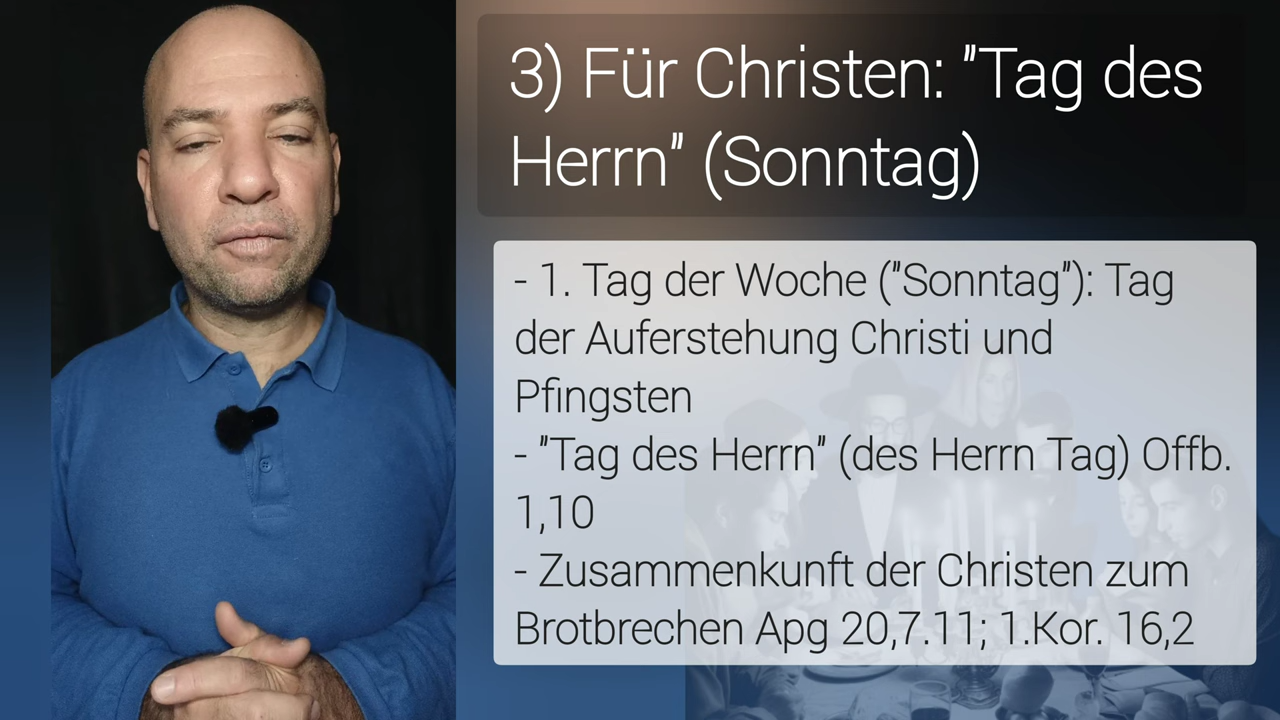 3) Für Christen: "Tag des
Herrn" (Sonntag)
- 1. Tag der Woche ("Sonntag"): Tag
der Auferstehung Christi und
Pfingsten
- "Tag des Herrn" (des Herrn Tag) Offb.
1,10
- Zusammenkunft der Christen zum
Brotbrechen Apg 20,7.11; 1.Kor. 16,2